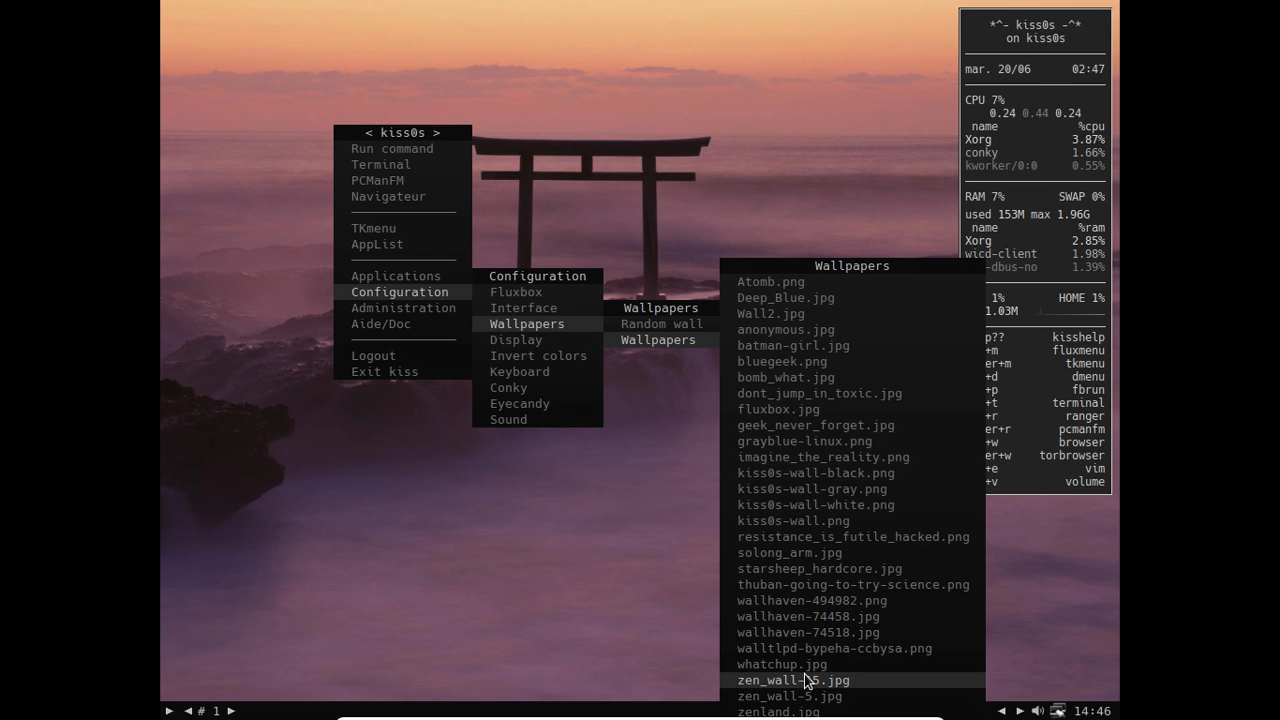 < kiss0s >
Run command
Terminal
PCManFM
Navigateur
TKmenu
AppList
Applications
Configuration
Administration
Aide/Doc
Logout
Exit kiss
Configuration
Fluxbox
Interface
Wallpapers
Display
Invert colors
Keyboard
Conky
Eyecandy
Sound
Wallpapers
Random wall
Wallpapers
Wallpapers
Atomb.png
Deep_Blue.jpg
Wall2.jpg
anonymous.jpg
batman-girl.jpg
bluegeek.png
bomb_what.jpg
dont_jump_in_toxic.jpg
fluxbox.jpg
geek_never_forget.jpg
grayblue-linux.png
imagine_the_reality.png
kiss0s-wall-black.png
kiss0s-wall-gray.png
kiss0s-wall-white.png
kiss0s-wall.png
resistance_is_futile_hacked.png
solong_arm.jpg
starsheep_hardcore.jpg
thuban-going-to-try-science.png
wallhaven-494982.png
wallhaven-74458.jpg
wallhaven-74518.jpg
walltlpd-bypeha-ccbysa.png
whatchup.jpg
zen_wall- 5.jpg
zen_wall-5.jpg
zenland.jpg
*^- kiss0s -^*
on kiss0s
mar. 20/06 02:47
CPU 7%
0.24 0.44 0.24
name %cpu
Xorg 3.87%
conky 1.66%
kworker/0:0 0.55%
RAM 7% SWAP 0%
used 153M max 1.96G
name %ram
Xorg 2.85%
wicd-client 1.98%
-dbus-no 1.39%
1% HOME 1%
1.03M
p?? kisshelp
+m fluxmenu
er+m tkmenu
+d dmenu
+p fbrun
+t terminal
+r ranger
er+r pcmanfm
+w browser
er+w torbrowser
+e vim
+v volume
# 1
14:46